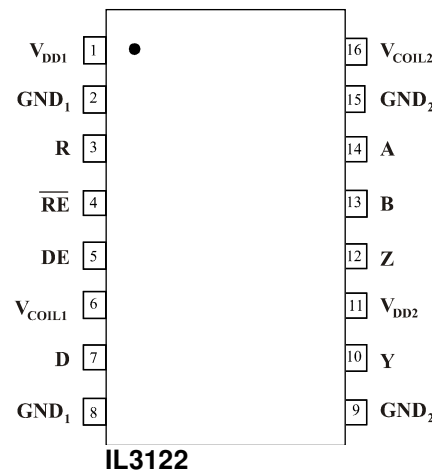 V_DD1 1 16 V_COIL2
GND_1 2 15 GND_2
R 3 14 A
R̅E̅ 4 13 B
DE 5 12 Z
V_COIL1 6 11 V_DD2
D 7 10 Y
GND_1 8 9 GND_2
IL3122